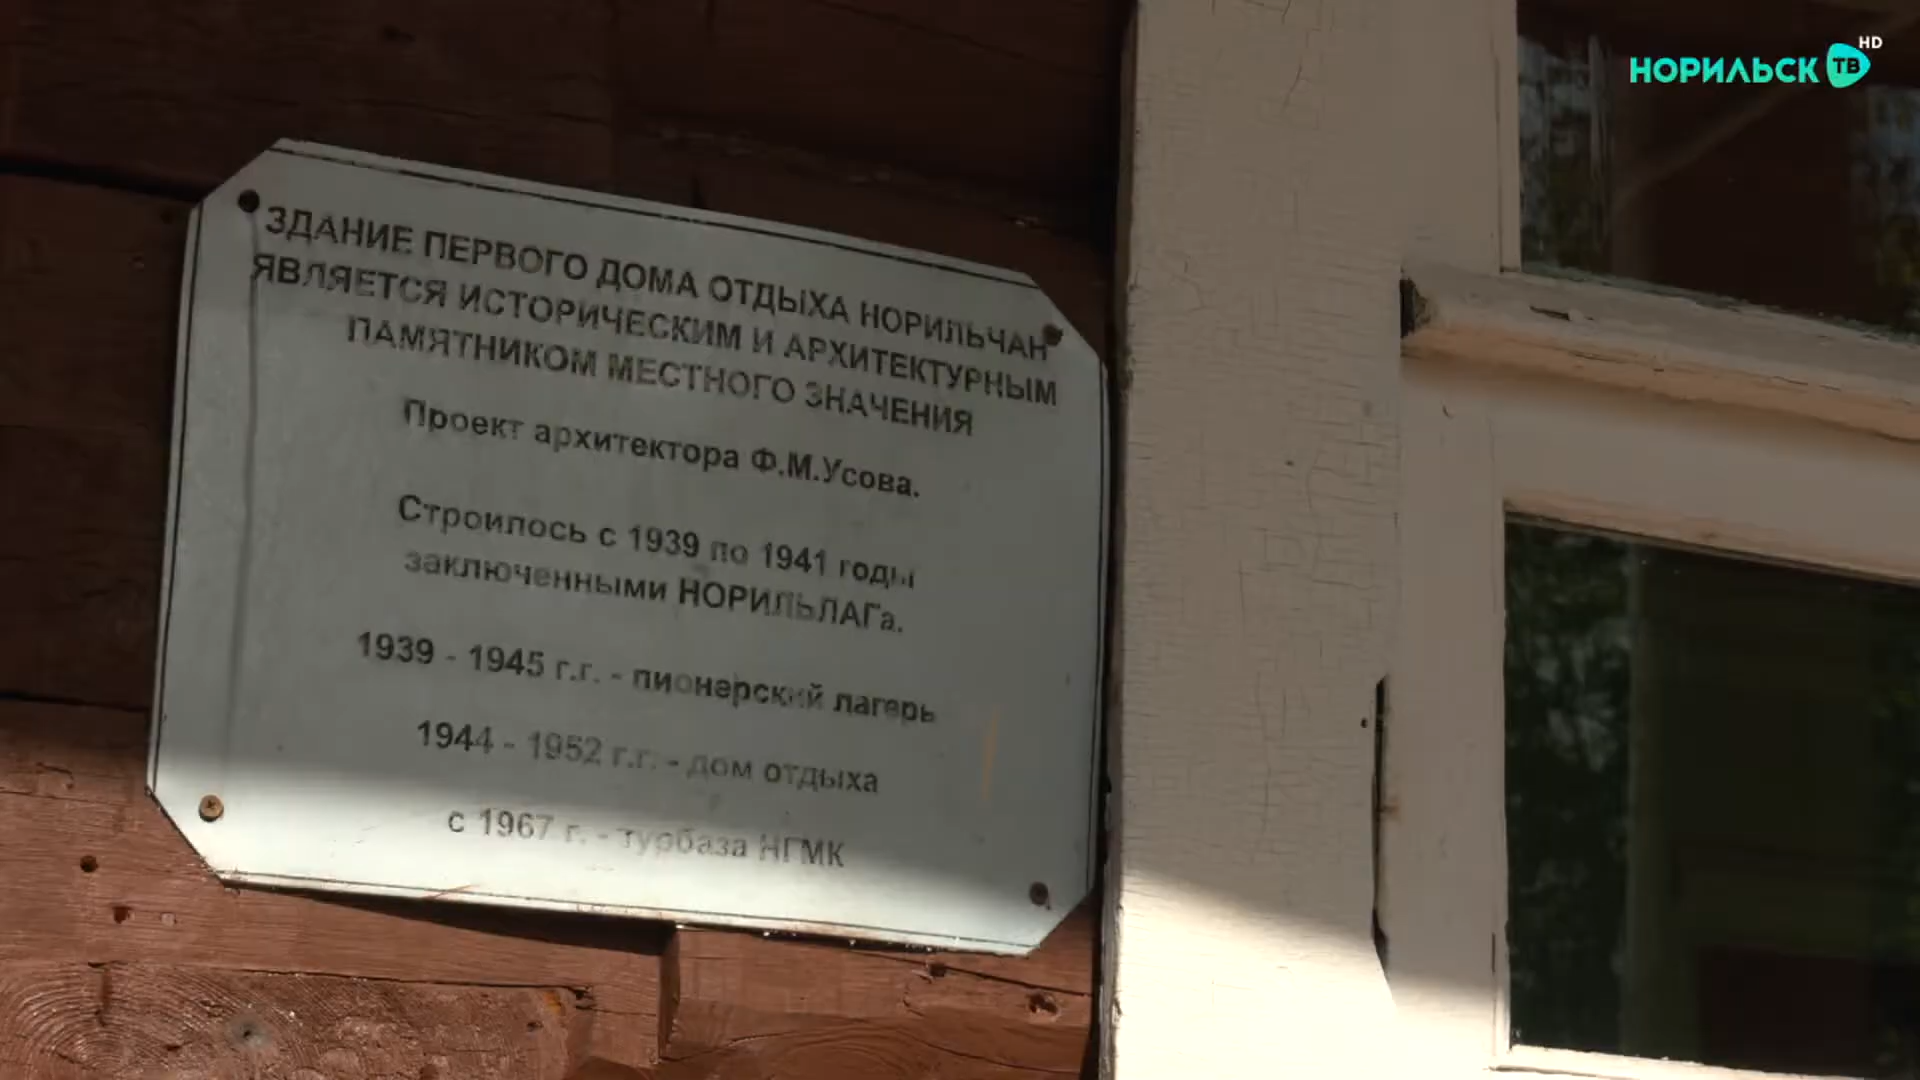 НОРИЛЬСК ТВ HD
ЗДАНИЕ ПЕРВОГО ДОМА ОТДЫХА НОРИЛЬЧАН
ЯВЛЯЕТСЯ ИСТОРИЧЕСКИМ И АРХИТЕКТУРНЫМ
ПАМЯТНИКОМ МЕСТНОГО ЗНАЧЕНИЯ
Проект архитектора Ф.М.Усова.
Строилось с 1939 по 1941 годы
заключенными НОРИЛЬЛАГа.
1939 - 1945 г.г. - пионерский лагерь
1944 - 1952 г.г. - дом отдыха
с 1967 г. - турбаза НГМК